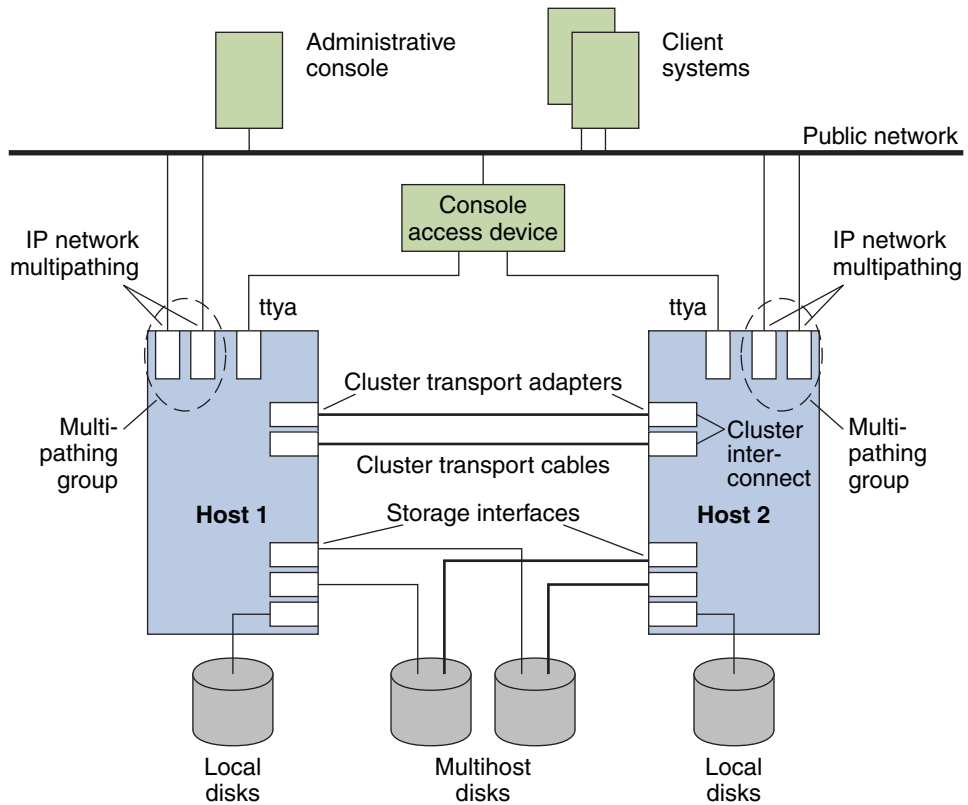 Administrative
console
Client
systems
Public network
Console
access device
IP network
multipathing
IP network
multipathing
ttya
ttya
Cluster transport adapters
Multi-
pathing
group
Cluster
inter-
connect
Multi-
pathing
group
Cluster transport cables
Host 1
Storage interfaces
Host 2
Local
disks
Multihost
disks
Local
disks